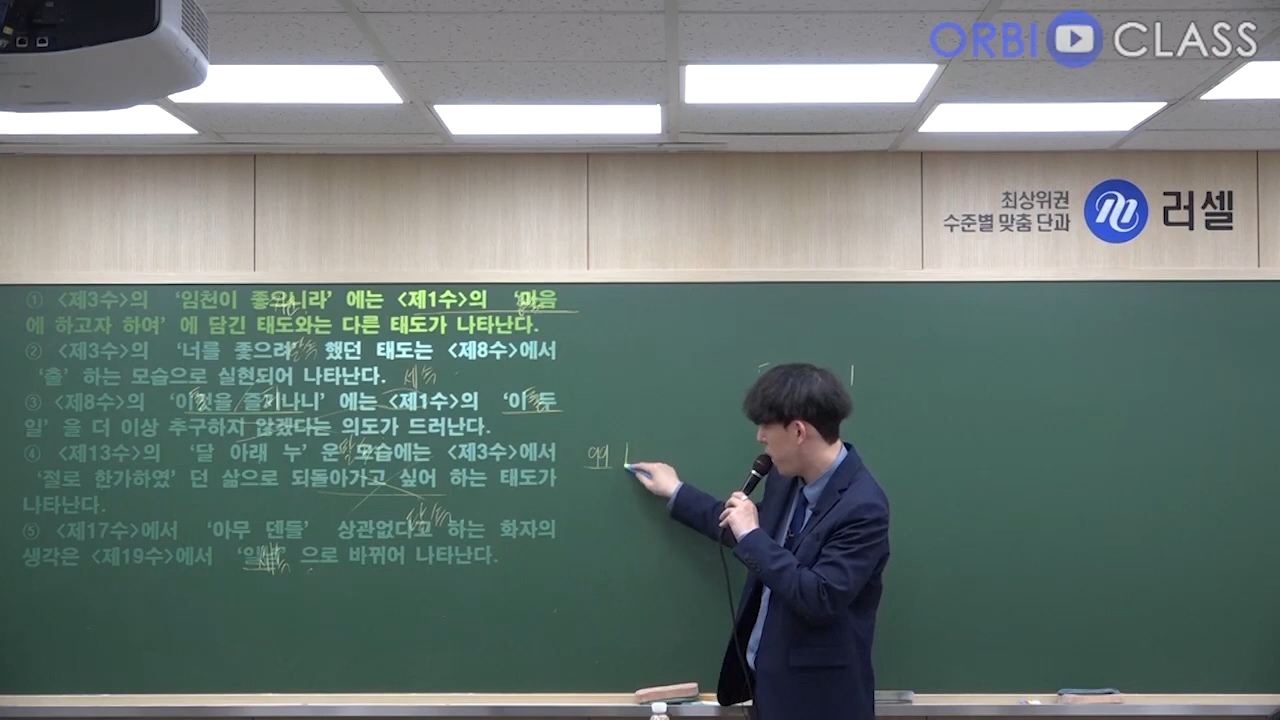 ORBI CLASS
최상위권
수준별 맞춤 단과
러셀
① <제3수>의 '임천이 좋으니라' 에는 <제1수>의 '마음
에 하고자 하여' 에 담긴 태도와는 다른 태도가 나타난다.
② <제3수>의 '너를 좇으려' 했던 태도는 <제8수>에서
'출' 하는 모습으로 실현되어 나타난다.
③ <제8수>의 '이것을 즐기나니' 에는 <제1수>의 '이 두
일' 을 더 이상 추구하지 않겠다는 의도가 드러난다.
④ <제13수>의 '달 아래 누' 운 모습에는 <제3수>에서
'절로 한가하였' 던 삶으로 되돌아가고 싶어 하는 태도가
나타난다.
⑤ <제17수>에서 '아무 덴들' 상관없다고 하는 화자의
생각은 <제19수>에서 '일 으로 바뀌어 나타난다.
세속
99